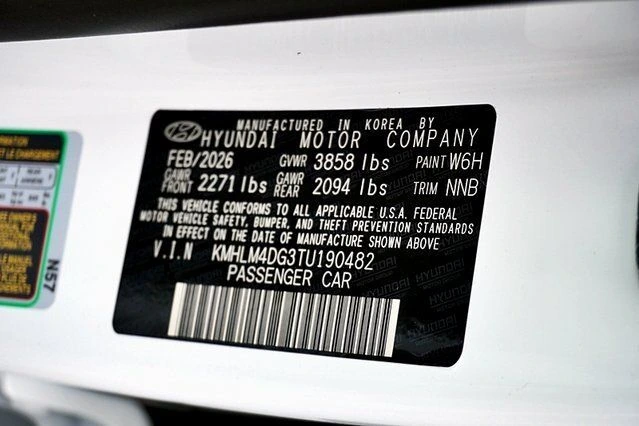 MANUFACTURED IN KOREA BY
HYUNDAI MOTOR COMPANY
FEB/2026 GVWR 3858 lbs PAINT W6H
GAWR FRONT 2271 lbs GAWR REAR 2094 lbs TRIM NNB
THIS VEHICLE CONFORMS TO ALL APPLICABLE U.S.A. FEDERAL
MOTOR VEHICLE SAFETY, BUMPER, AND THEFT PREVENTION STANDARDS
IN EFFECT ON THE DATE OF MANUFACTURE SHOWN ABOVE
V.I.N KMHLM4DG3TU190482
PASSENGER CAR
N57